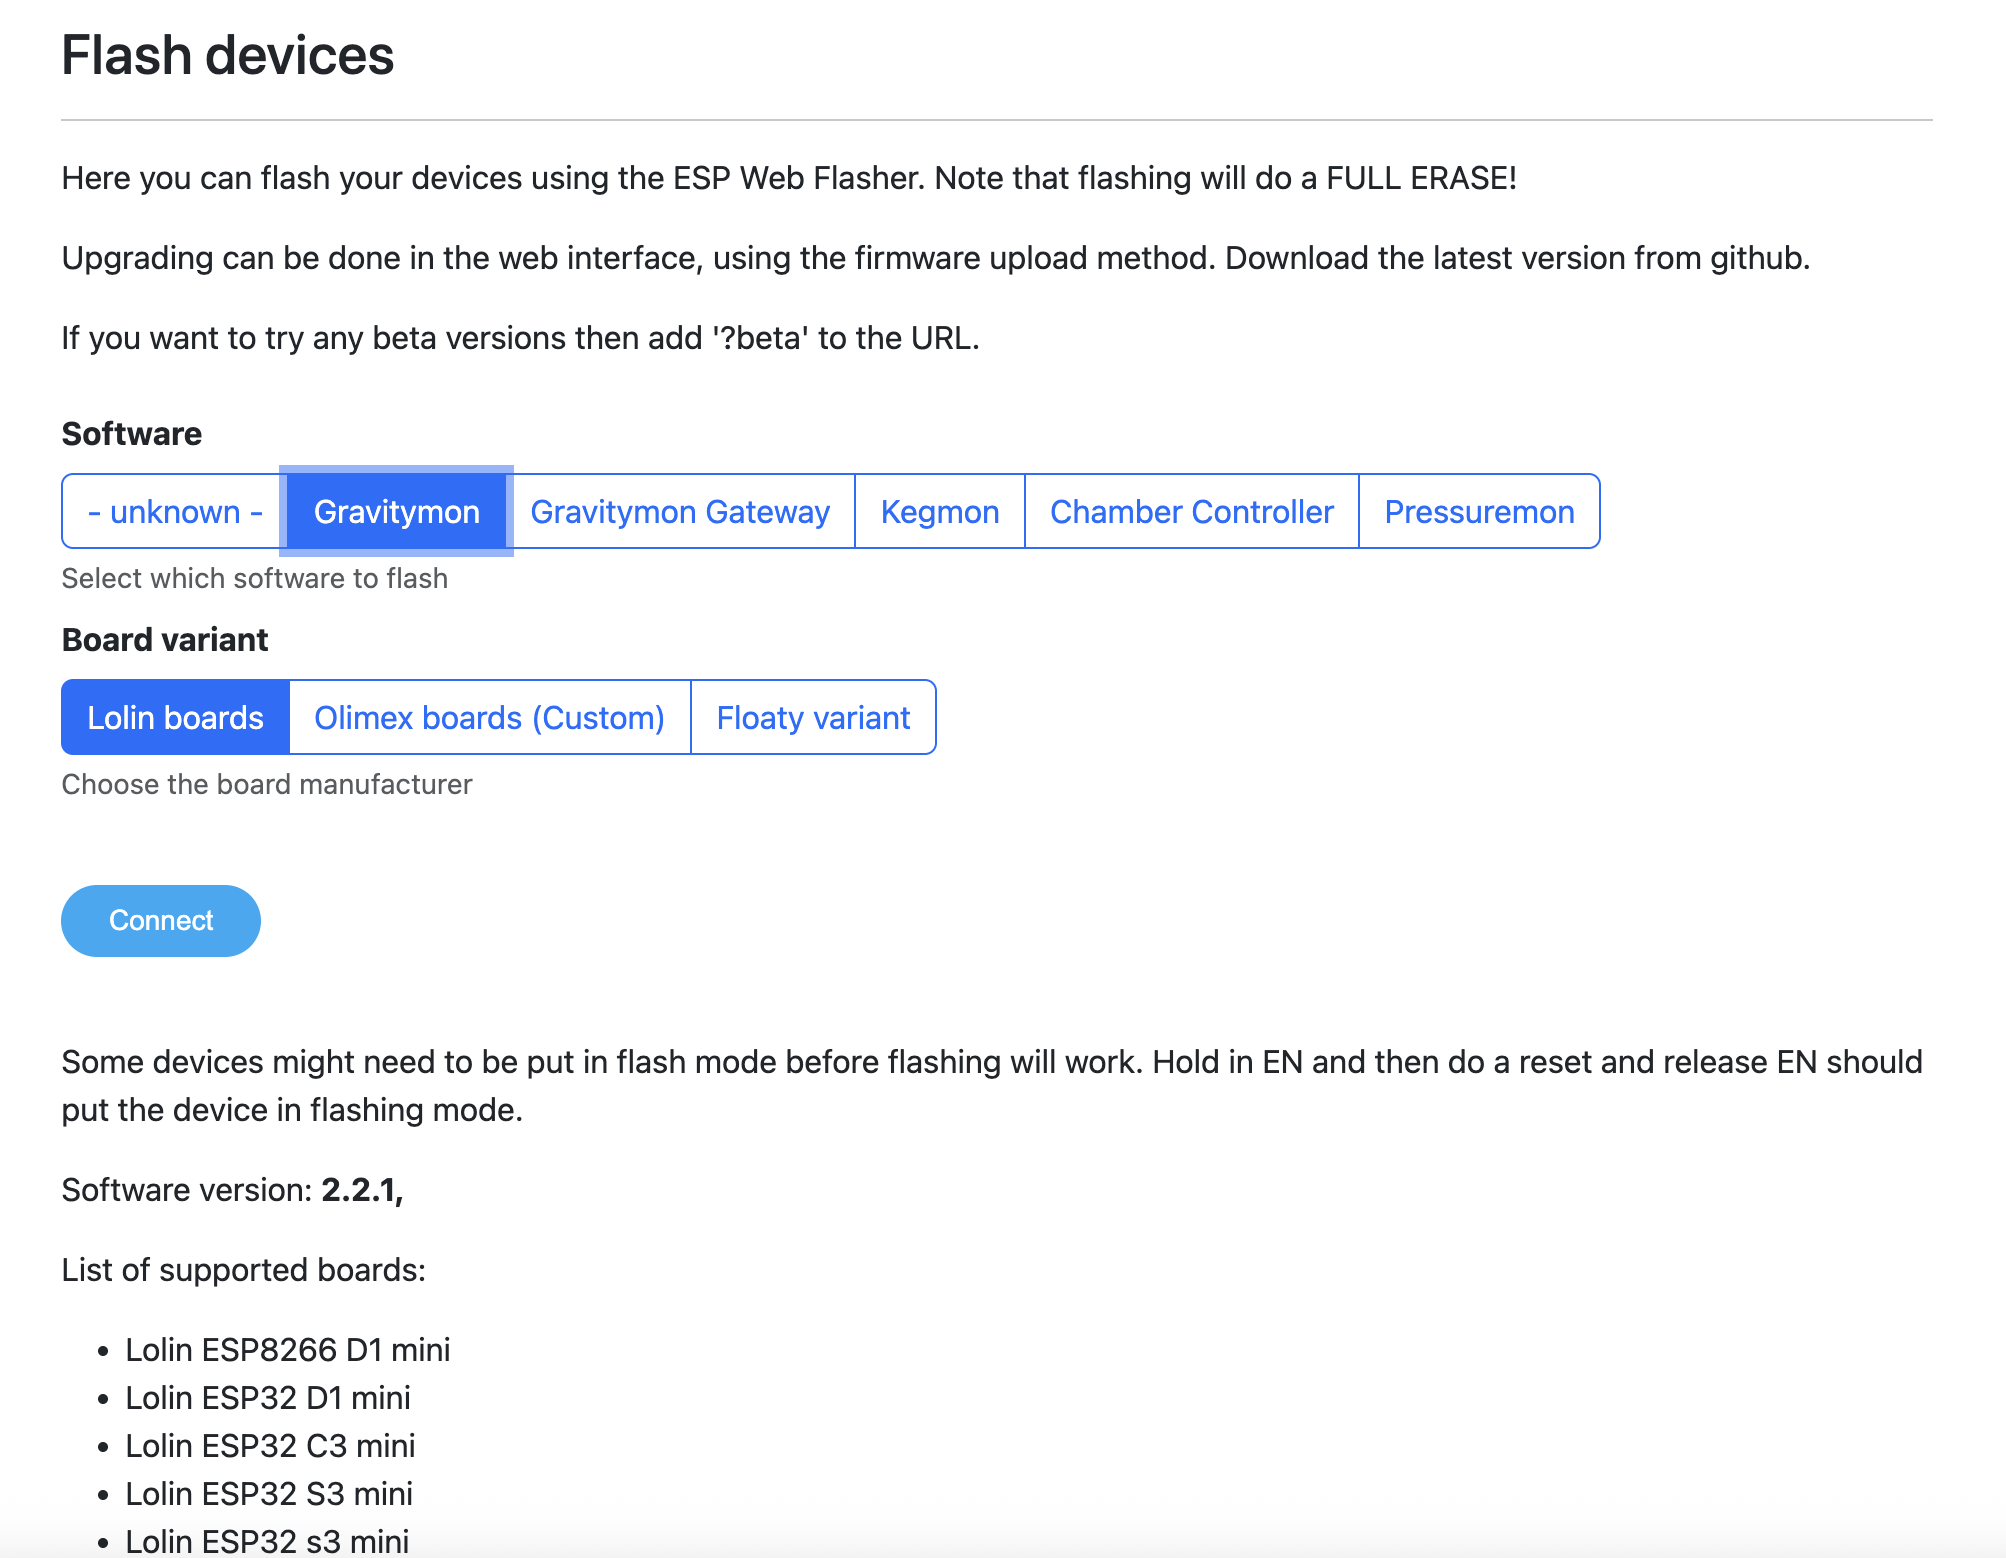 Flash devices
Here you can flash your devices using the ESP Web Flasher. Note that flashing will do a FULL ERASE!
Upgrading can be done in the web interface, using the firmware upload method. Download the latest version from github.
If you want to try any beta versions then add '?beta' to the URL.
Software
- unknown - Gravitymon Gravitymon Gateway Kegmon Chamber Controller Pressuremon
Select which software to flash
Board variant
Lolin boards Olimex boards (Custom) Floaty variant
Choose the board manufacturer
Connect
Some devices might need to be put in flash mode before flashing will work. Hold in EN and then do a reset and release EN should
put the device in flashing mode.
Software version: 2.2.1,
List of supported boards:
• Lolin ESP8266 D1 mini
• Lolin ESP32 D1 mini
• Lolin ESP32 C3 mini
• Lolin ESP32 S3 mini
• Lolin ESP32 s3 mini